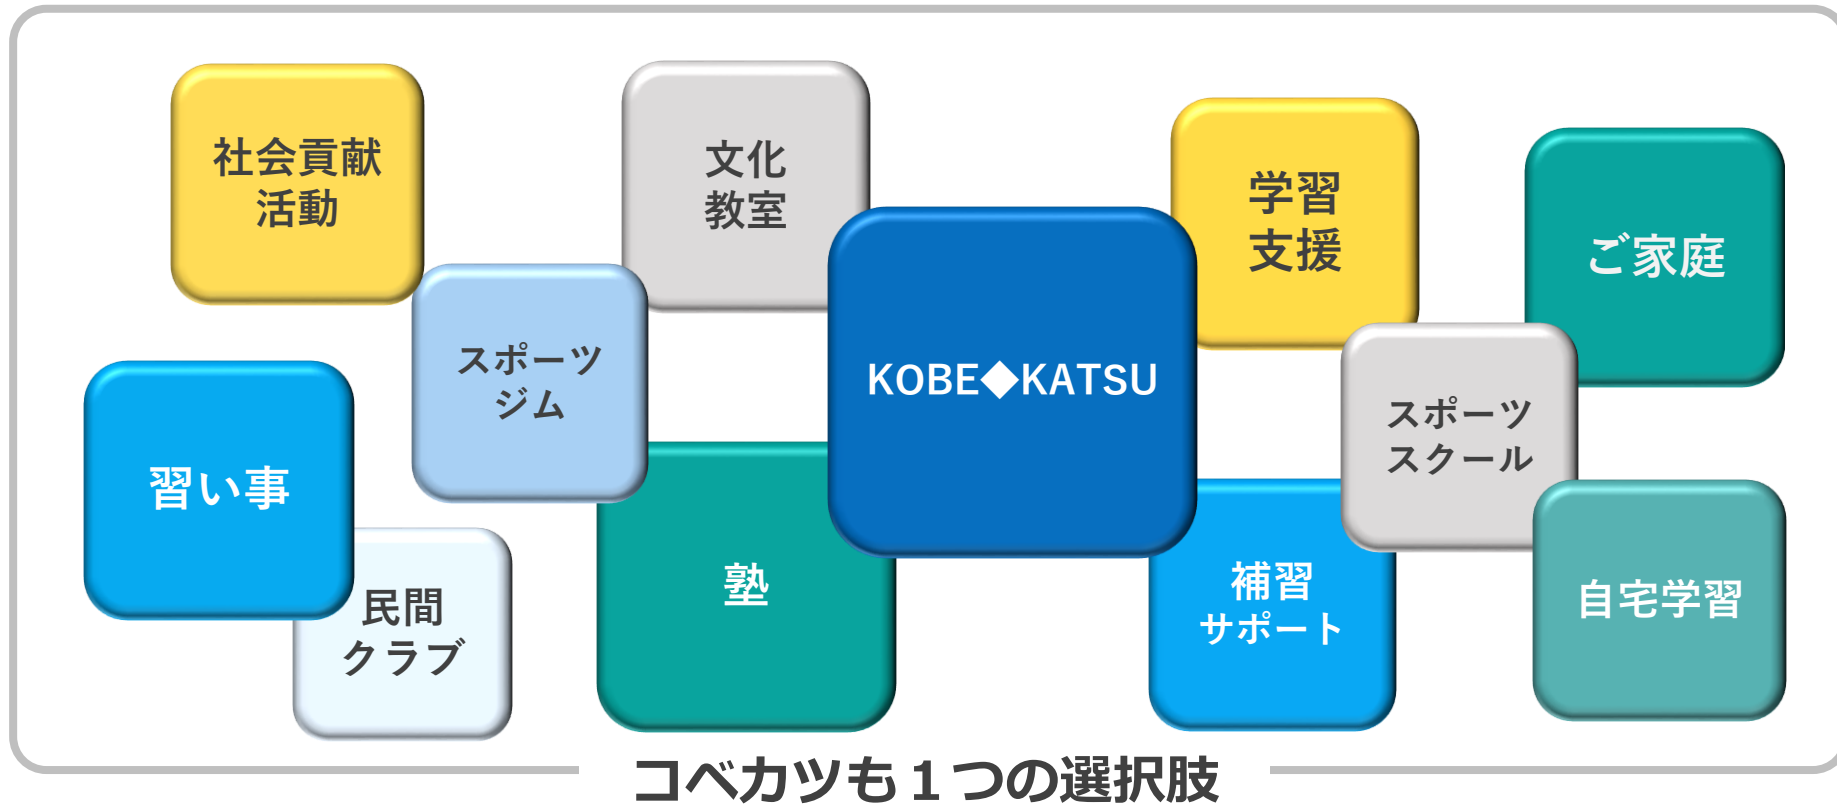 社会貢献
活動
文化
教室
学習
支援
ご家庭
スポーツ
ジム
KOBE◆KATSU
スポーツ
スクール
習い事
民間
クラブ
塾
補習
サポート
自宅学習
コベカツも１つの選択肢